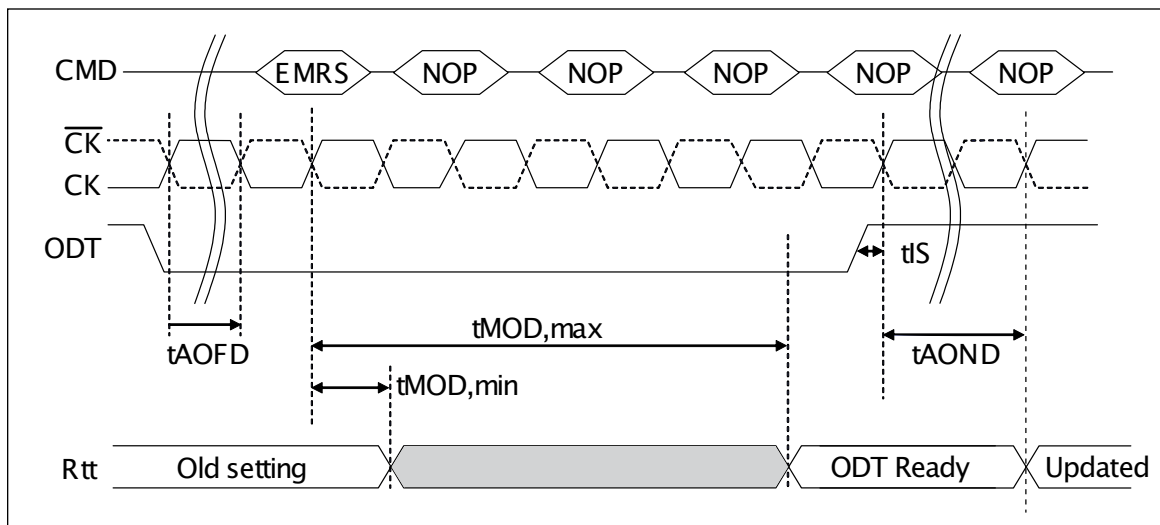 CMD EMRS NOP NOP NOP NOP NOP
CK
CK
ODT
tIS
tMOD,max
tAOFD
tAOND
tMOD,min
Rtt Old setting ODT Ready Updated